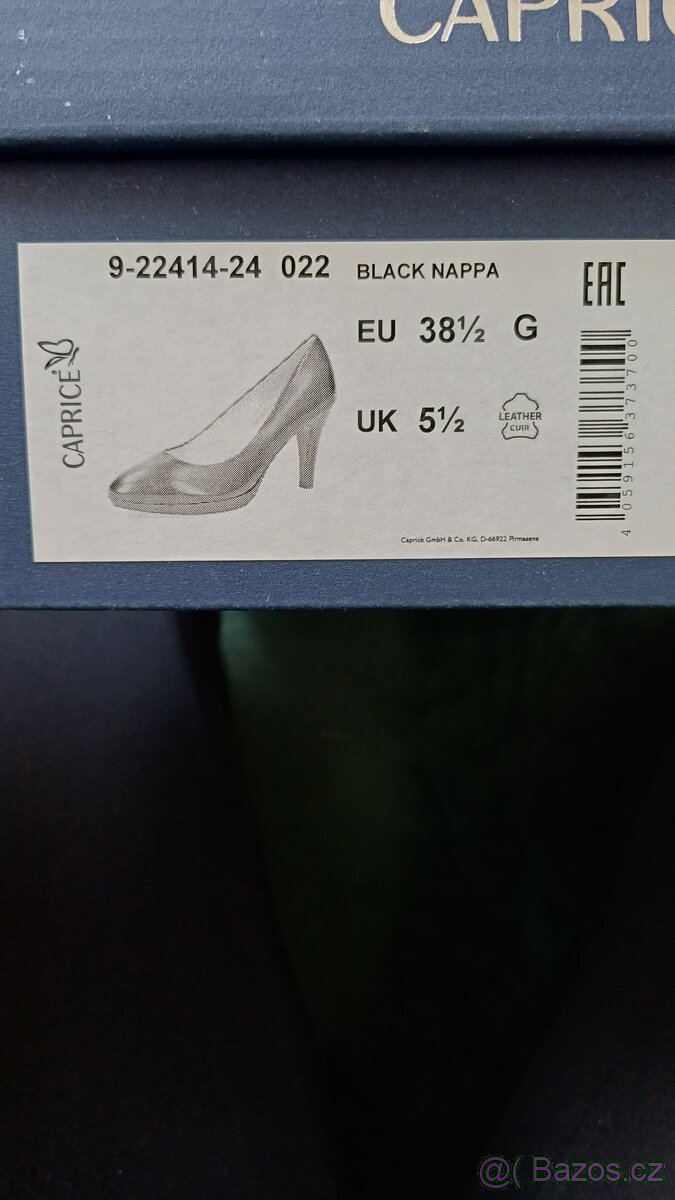 CAPRIC
9-22414-24 022 BLACK NAPPA
EAC
EU 38½ G
UK 5½
LEATHER
CUIR
CAPRICE
4059156373700
Caprice GmbH & Co. KG, D-66922 Pirmasens
@( Bazos.cz